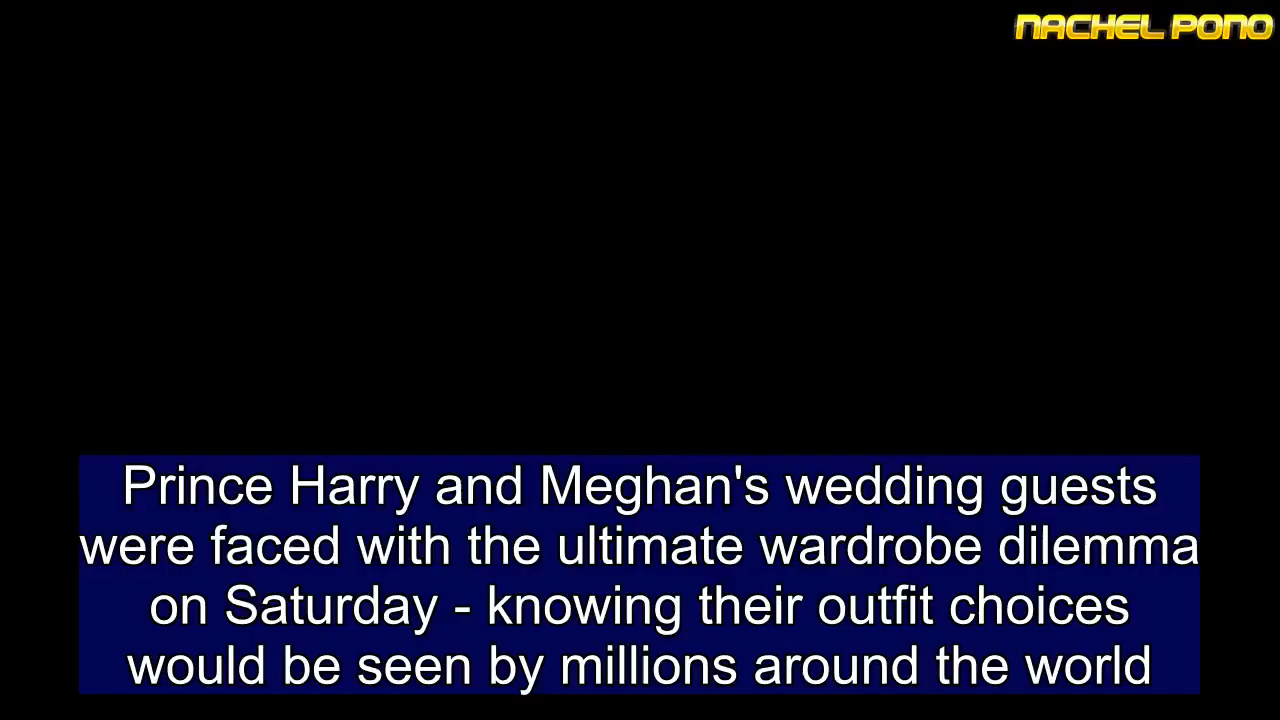 NACHEL PONO
Prince Harry and Meghan's wedding guests
were faced with the ultimate wardrobe dilemma
on Saturday - knowing their outfit choices
would be seen by millions around the world